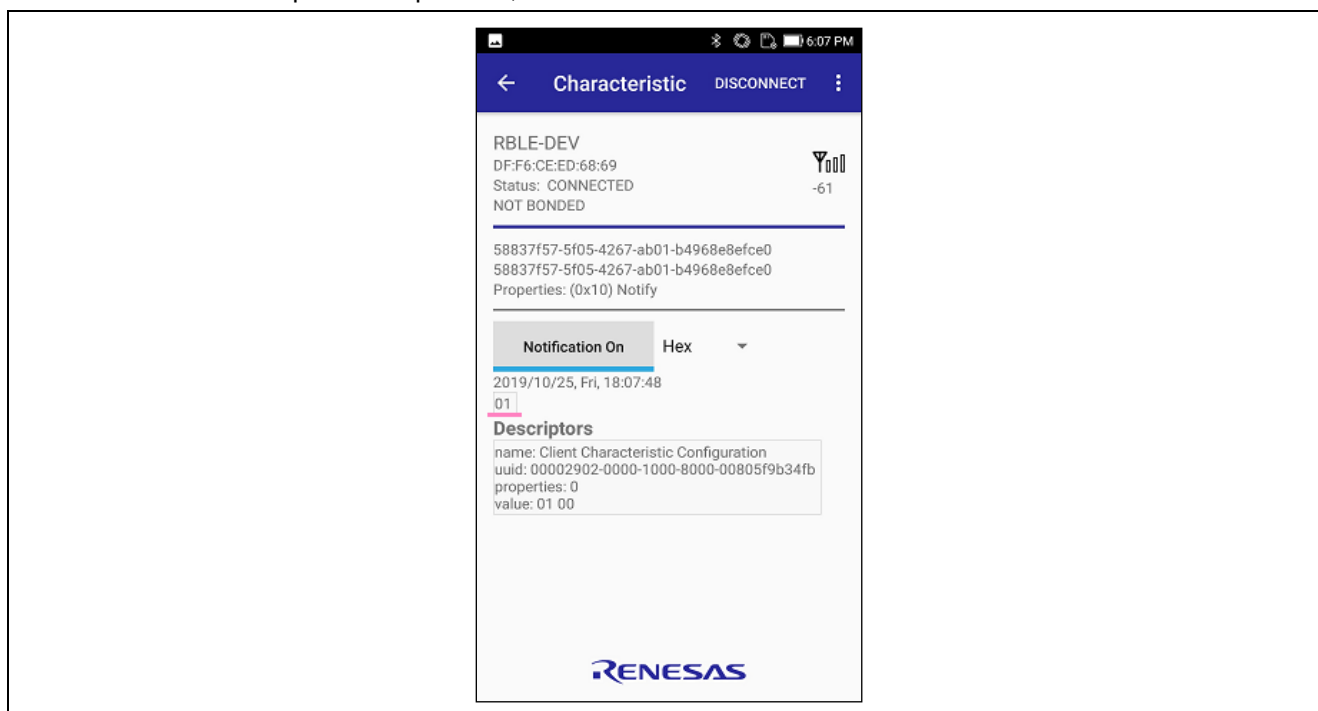 6:07 PM
Characteristic DISCONNECT
RBLE-DEV
DF:F6:CE:ED:68:69
Status: CONNECTED
-61
NOT BONDED
58837f57-5f05-4267-ab01-b4968e8efce0
58837f57-5f05-4267-ab01-b4968e8efce0
Properties: (0x10) Notify
Notification On Hex
2019/10/25, Fri, 18:07:48
01
Descriptors
name: Client Characteristic Configuration
uuid: 00002902-0000-1000-8000-00805f9b34fb
properties: 0
value: 01 00
RENESAS